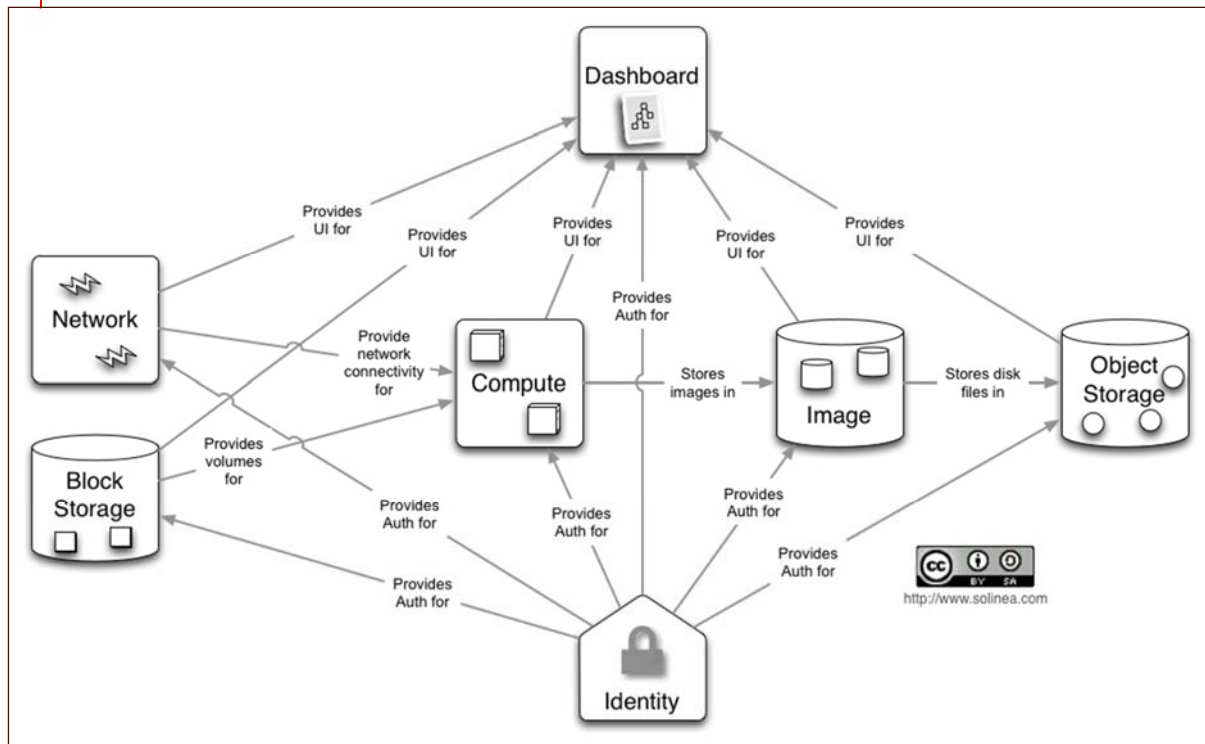 Dashboard
Provides
UI for
Provides
UI for
Provides
UI for
Provides
UI for
Provides
UI for
Provides
Auth for
Network
Provide
network
connectivity
for
Compute
Stores
images in
Image
Stores disk
files in
Object
Storage
Block
Storage
Provides
volumes
for
Provides
Auth for
Provides
Auth for
Provides
Auth for
Provides
Auth for
Provides
Auth for
Identity
cc
BY SA
http://www.solinea.com